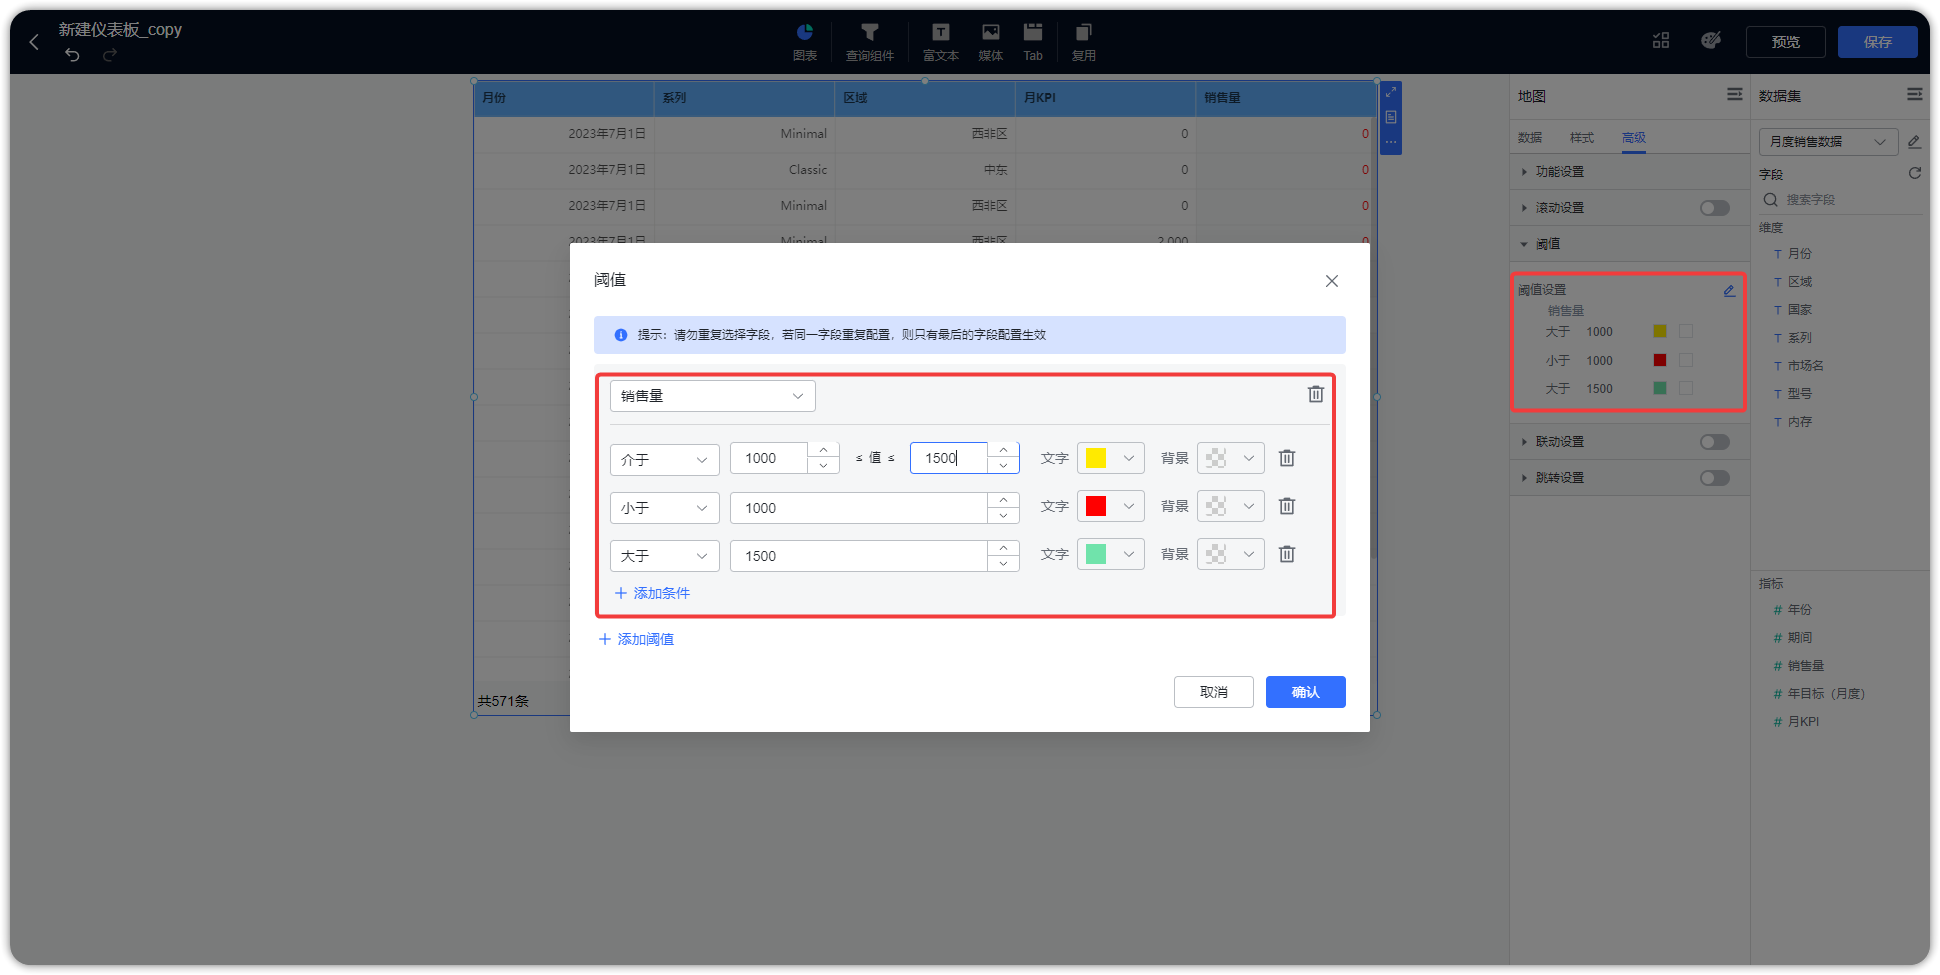 新建仪表板_copy
图表
查询组件
富文本
媒体
Tab
复用
预览
保存
月份
系列
区域
月KPI
销售量
2023年7月1日
Minimal
西非区
0
0
2023年7月1日
Classic
中东
0
0
2023年7月1日
Minimal
西非区
0
0
2023年7月1日
Minimal
西非区
2,000
0
共571条
阈值
提示：请勿重复选择字段，若同一字段重复配置，则只有最后的字段配置生效
销售量
介于
1000
≤ 值 ≤
1500
文字
背景
小于
1000
文字
背景
大于
1500
文字
背景
添加条件
添加阈值
取消
确认
地图
数据
样式
高级
功能设置
滚动设置
阈值
阈值设置
销售量
大于 1000
小于 1000
大于 1500
联动设置
跳转设置
数据集
月度销售数据
字段
搜索字段
维度
T 月份
T 区域
T 国家
T 系列
T 市场名
T 型号
T 内存
指标
# 年份
# 期间
# 销售量
# 年目标（月度）
# 月KPI